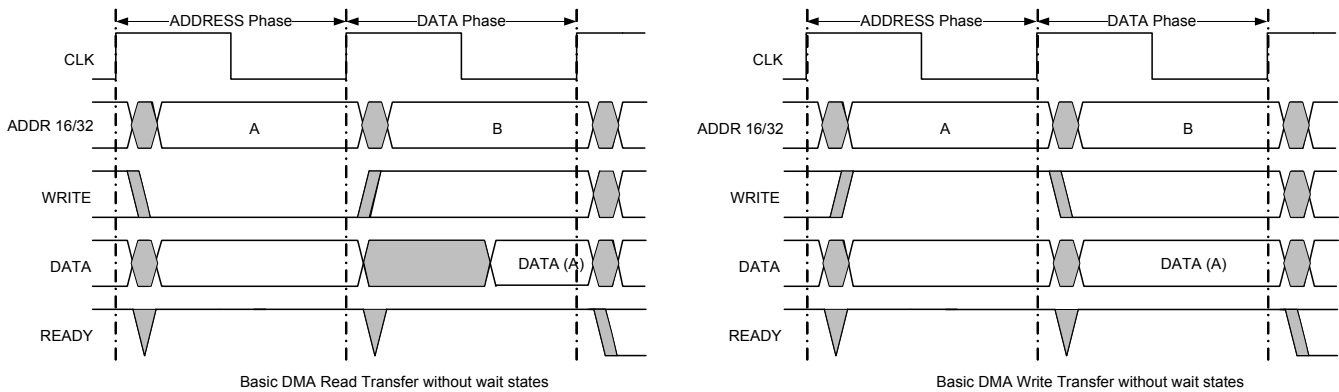 ADDRESS Phase DATA Phase
CLK
ADDR 16/32 A B
WRITE
DATA DATA (A)
READY
Basic DMA Read Transfer without wait states
ADDRESS Phase DATA Phase
CLK
ADDR 16/32 A B
WRITE
DATA DATA (A)
READY
Basic DMA Write Transfer without wait states